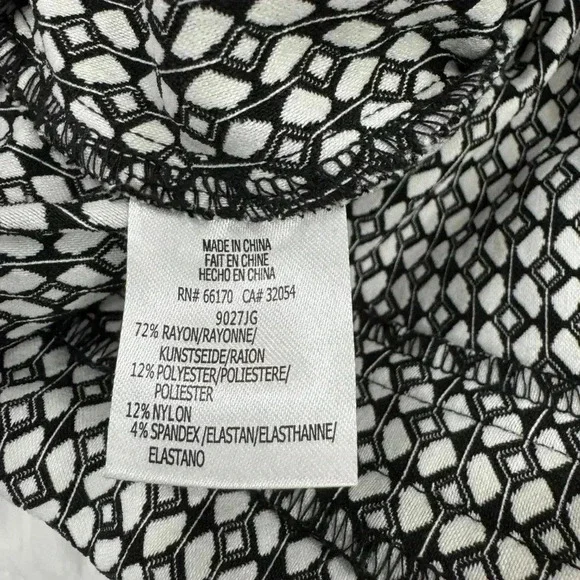 MADE IN CHINA
FAIT EN CHINE
HECHO EN CHINA
RN# 66170 CA# 32054
9027JG
72% RAYON/RAYONNE/
KUNSTSEIDE/RAION
12% POLYESTER/POLIESTERE/
POLIESTER
12% NYLON
4% SPANDEX/ELASTAN/ELASTHANNE/
ELASTANO